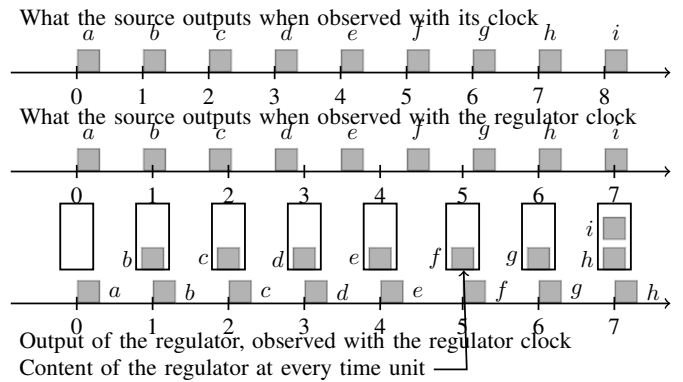 What the source outputs when observed with its clock
a b c d e f g h i
0 1 2 3 4 5 6 7 8
What the source outputs when observed with the regulator clock
a b c d e f g h i
0 1 2 3 4 5 6 7
i
b c d e f g h
a b c d e f g h
0 1 2 3 4 5 6 7
Output of the regulator, observed with the regulator clock
Content of the regulator at every time unit